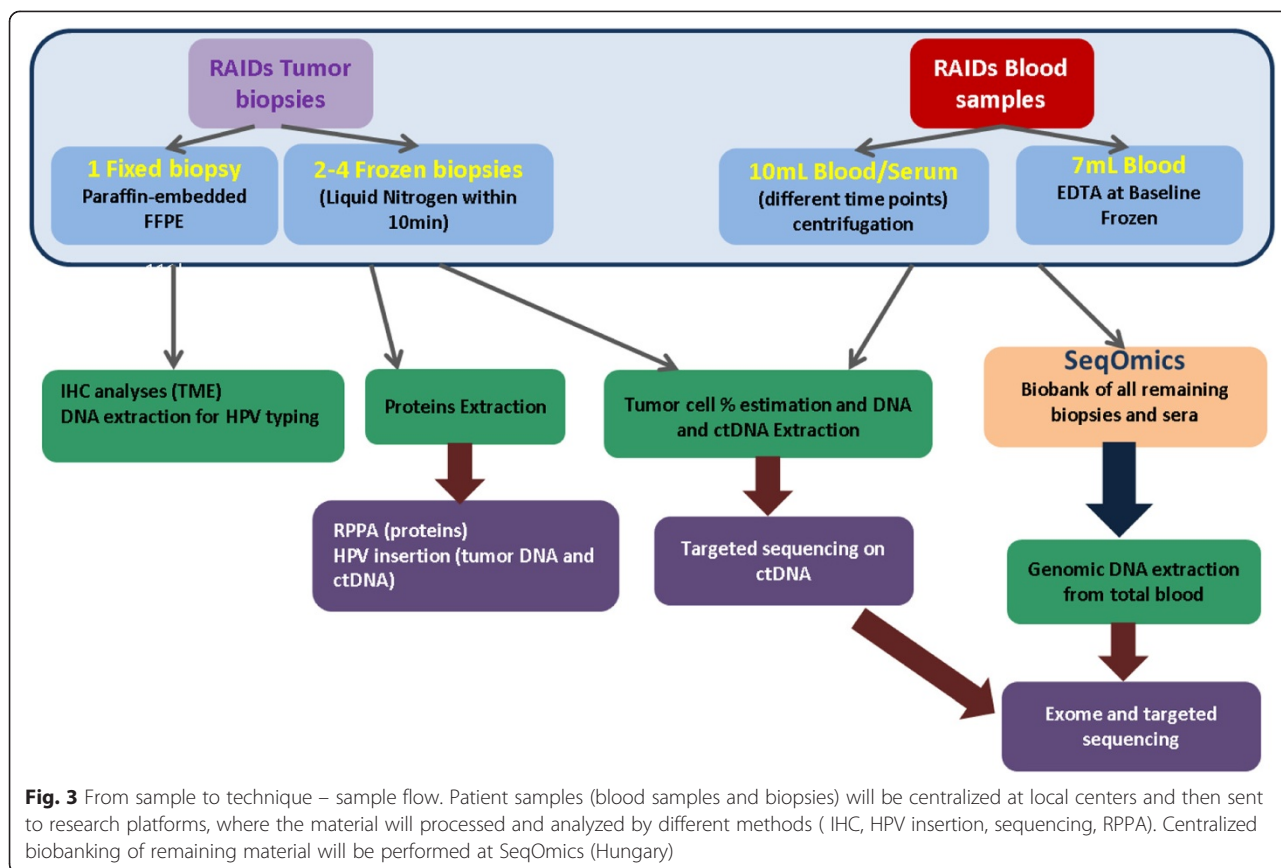 RAIDs Tumor
biopsies
RAIDs Blood
samples
1 Fixed biopsy
Paraffin-embedded
FFPE
2-4 Frozen biopsies
(Liquid Nitrogen within
10min)
10mL Blood/Serum
(different time points)
centrifugation
7mL Blood
EDTA at Baseline
Frozen
IHC analyses (TME)
DNA extraction for HPV typing
Proteins Extraction
Tumor cell % estimation and DNA
and ctDNA Extraction
SeqOmics
Biobank of all remaining
biopsies and sera
RPPA (proteins)
HPV insertion (tumor DNA and
ctDNA)
Targeted sequencing on
ctDNA
Genomic DNA extraction
from total blood
Exome and targeted
sequencing
Fig. 3 From sample to technique – sample flow. Patient samples (blood samples and biopsies) will be centralized at local centers and then sent
to research platforms, where the material will processed and analyzed by different methods ( IHC, HPV insertion, sequencing, RPPA). Centralized
biobanking of remaining material will be performed at SeqOmics (Hungary)